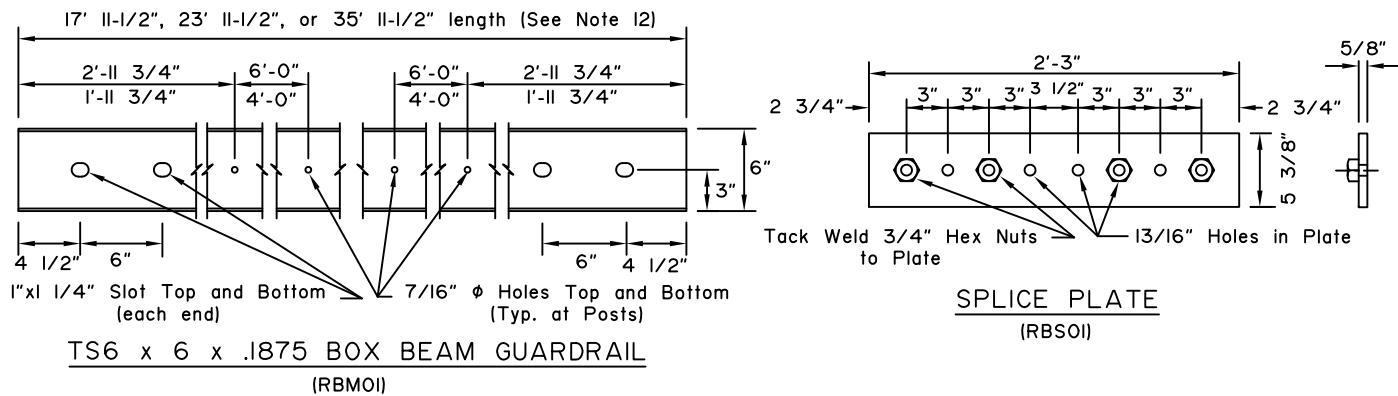 17' 11-1/2", 23' 11-1/2", or 35' 11-1/2" length (See Note 12)
2'-11 3/4"
6'-0"
6'-0"
2'-11 3/4"
1'-11 3/4"
4'-0"
4'-0"
1'-11 3/4"
6"
3"
4 1/2"
6"
6"
4 1/2"
1"x1 1/4" Slot Top and Bottom
(each end)
7/16" ϕ Holes Top and Bottom
(Typ. at Posts)
TS6 x 6 x .1875 BOX BEAM GUARDRAIL
(RBM01)
5/8"
2'-3"
2 3/4"
3"
3"
3"
3 1/2"
3"
3"
3"
2 3/4"
5 3/8"
Tack Weld 3/4" Hex Nuts
to Plate
13/16" Holes in Plate
SPLICE PLATE
(RBS01)